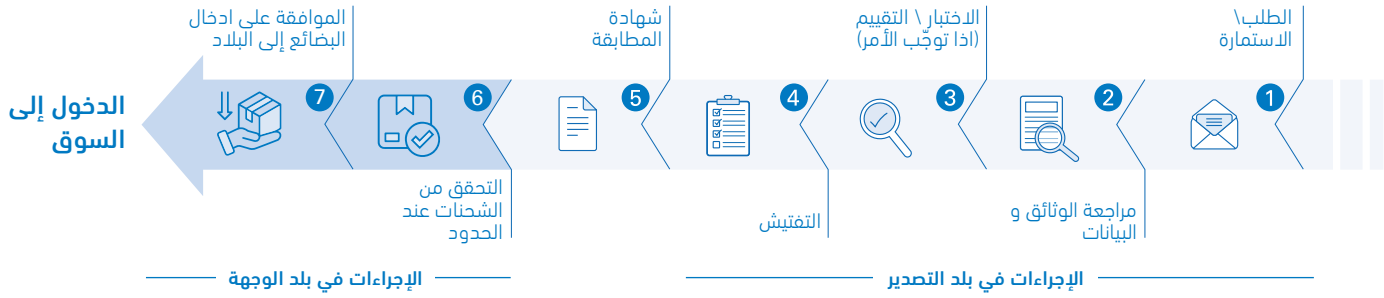 الطلب\
الاستمارة
1
مراجعة الوثائق و
البيانات
2
الاختبار \ التقييم
(اذا توجّب الأمر)
3
التفتيش
4
شهادة
المطابقة
5
التحقق من
الشحنات عند
الحدود
6
الموافقة على ادخال
البضائع إلى البلاد
7
الدخول إلى
السوق
الإجراءات في بلد التصدير
الإجراءات في بلد الوجهة